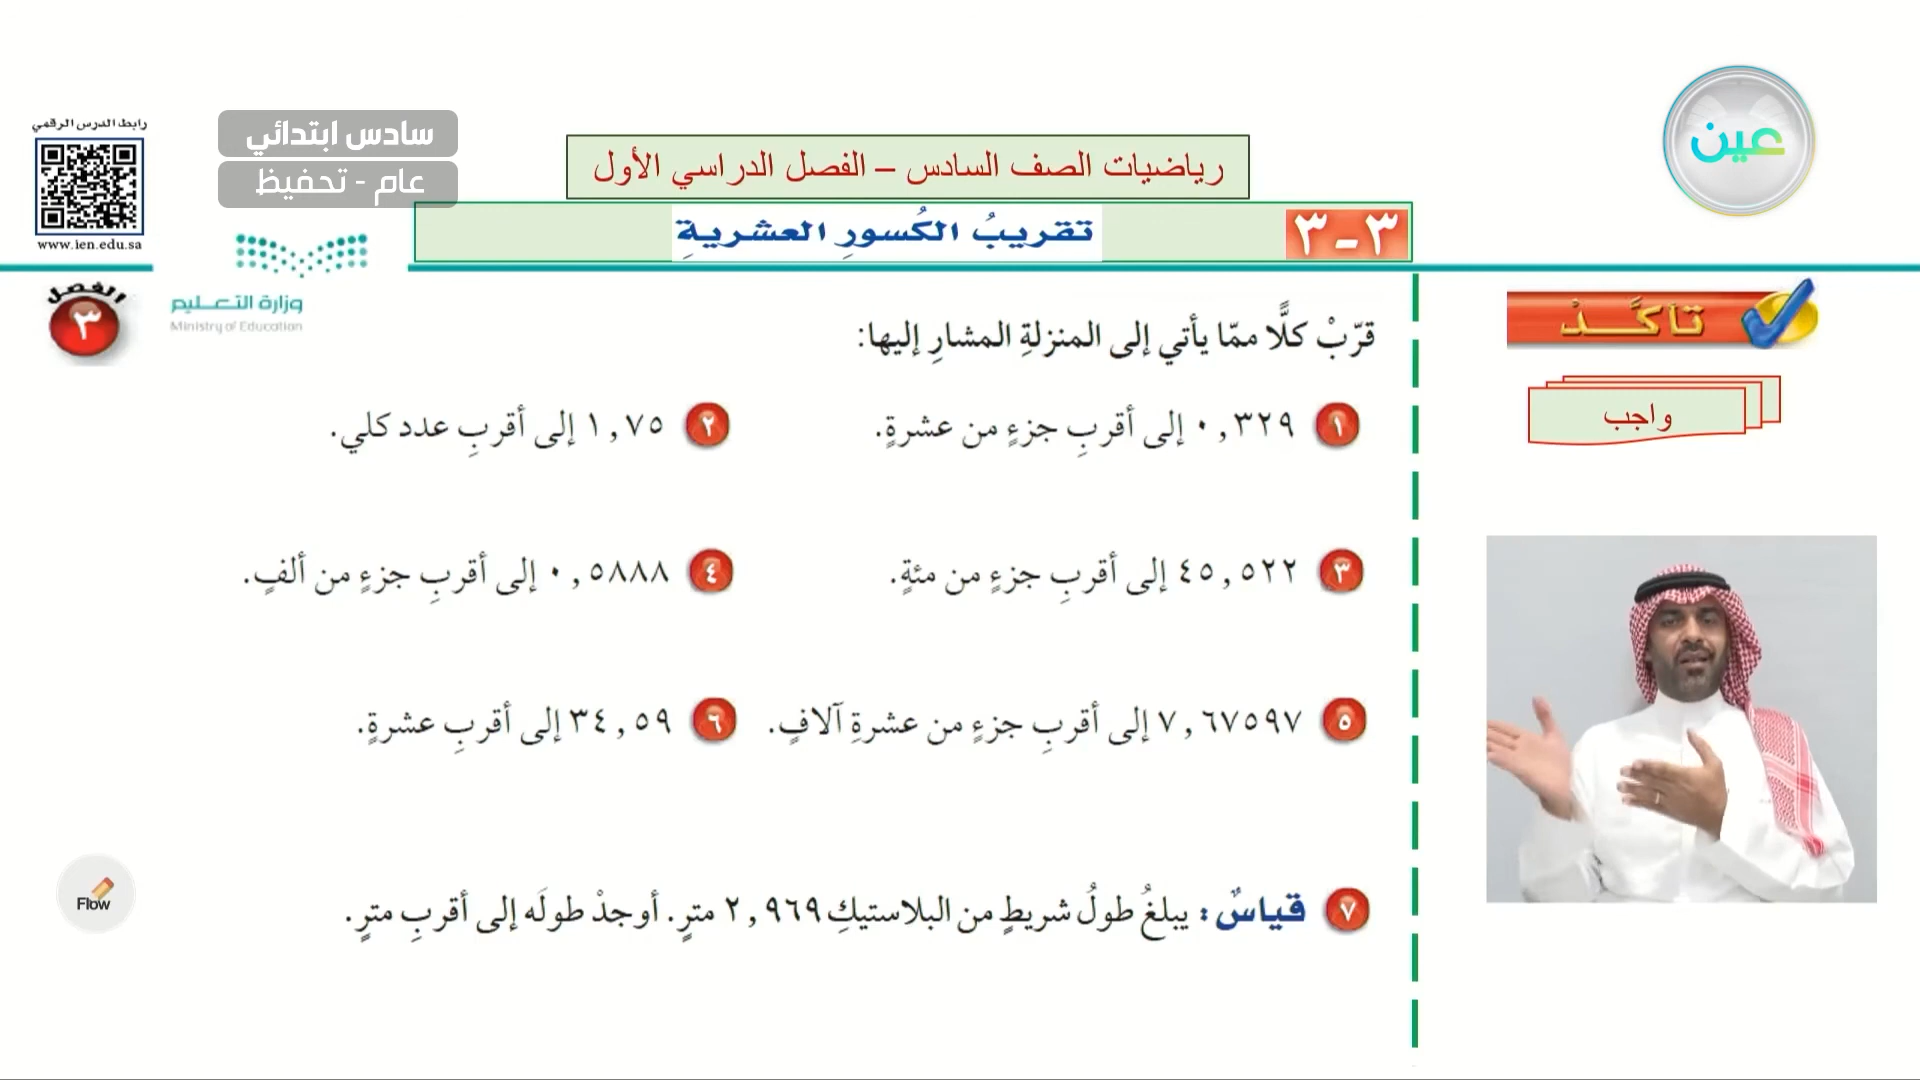 رابط الدرس الرقمي
www.ien.edu.sa
سادس ابتدائي
عام - تحفيظ
رياضيات الصف السادس – الفصل الدراسي الأول
عين
٣ - ٣
تقريبُ الكُسورِ العشريةِ
وزارة التعليم
Ministry of Education
الفصل
٣
تأكَّدْ
واجب
قرّبْ كلًّا ممّا يأتي إلى المنزلةِ المشارِ إليها:
١ ٠,٣٢٩ إلى أقربِ جزءٍ من عشرةٍ.
٢ ١,٧٥ إلى أقربِ عدد كلي.
٣ ٤٥,٥٢٢ إلى أقربِ جزءٍ من مئةٍ.
٤ ٠,٥٨٨٨ إلى أقربِ جزءٍ من ألفٍ.
٥ ٧,٦٧٥٩٧ إلى أقربِ جزءٍ من عشرةِ آلافٍ.
٦ ٣٤,٥٩ إلى أقربِ عشرةٍ.
٧ قياسٌ: يبلغُ طولُ شريطٍ من البلاستيكِ ٢,٩٦٩ مترٍ. أوجدْ طولَه إلى أقربِ مترٍ.
Flow